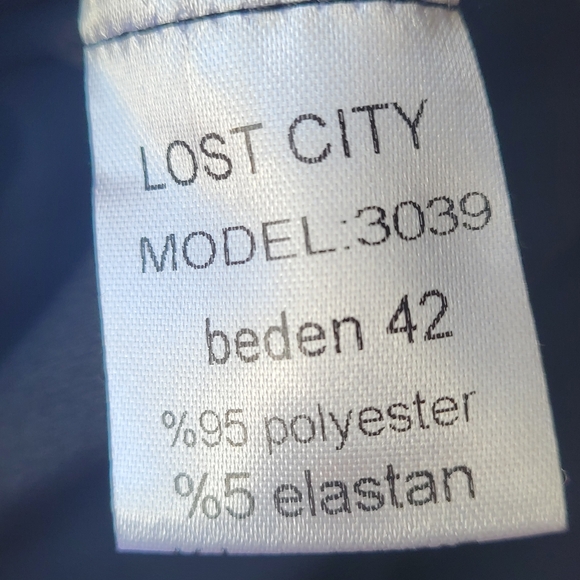 LOST CITY
MODEL:3039
beden 42
%95 polyester
%5 elastan